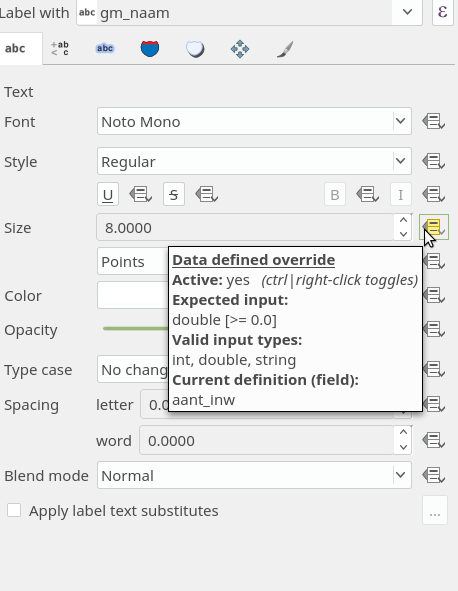 Label with abc gm_naam ε
abc +ab < c abc
Text
Font Noto Mono
Style Regular
U S B I
Size 8.0000
Points
Color
Opacity
Type case No chang
Spacing letter 0.0
word 0.0000
Blend mode Normal
Apply label text substitutes ...
Data defined override
Active: yes (ctrl|right-click toggles)
Expected input:
double [>= 0.0]
Valid input types:
int, double, string
Current definition (field):
aant_inw